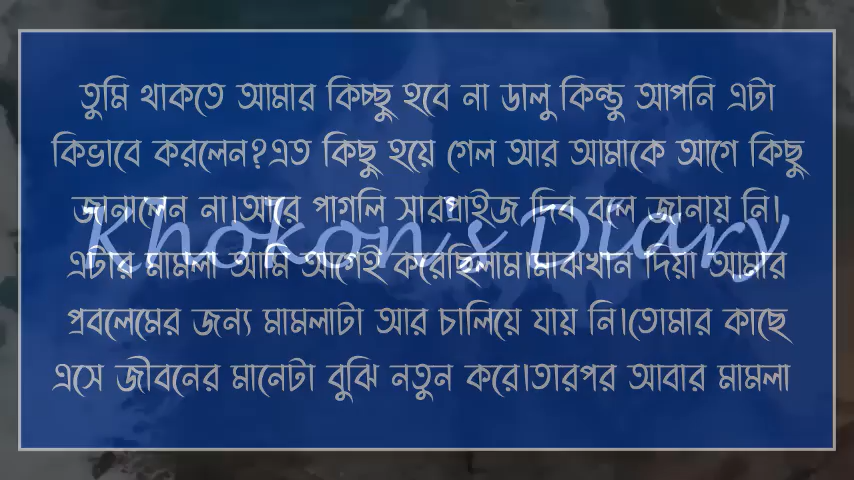 তুমি থাকতে আমার কিচ্ছু হবে না ডালু কিন্তু আপনি এটা
কিভাবে করলেন?এত কিছু হয়ে গেল আর আমাকে আগে কিছু
জানালেন না।আরে পাগলি সারপ্রাইজ দিব বলে জানায় নি।
Khokon's Diary
এটার মামলা আমি আগেই করেছিলাম।মাঝখান দিয়া আমার
প্রবলেমের জন্য মামলাটা আর চালিয়ে যায় নি।তোমার কাছে
এসে জীবনের মানেটা বুঝি নতুন করে।তারপর আবার মামলা